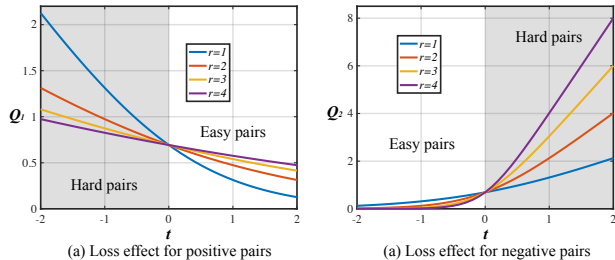 2
1.5
1
0.5
0
Q1
-2
-1
0
1
2
t
r=1
r=2
r=3
r=4
Easy pairs
Hard pairs
(a) Loss effect for positive pairs
8
6
4
2
0
Q2
-2
-1
0
1
2
t
r=1
r=2
r=3
r=4
Hard pairs
Easy pairs
(a) Loss effect for negative pairs